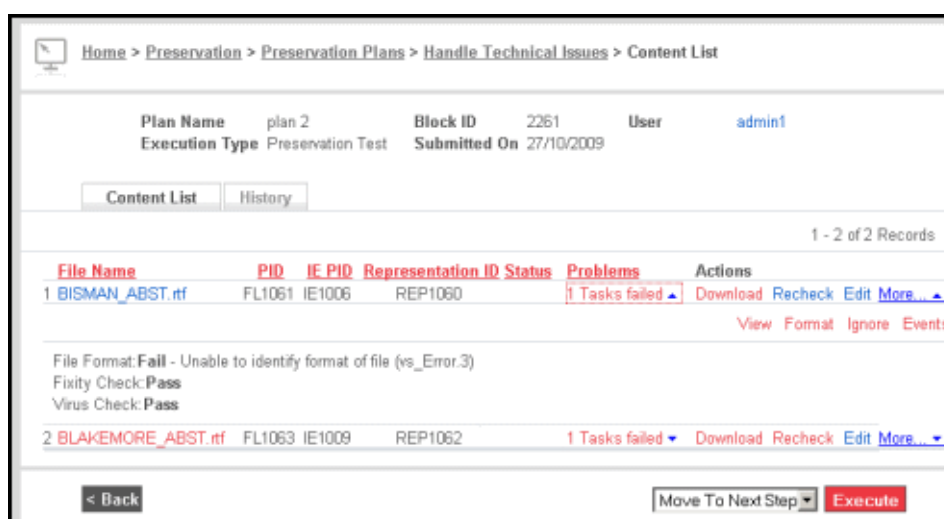 Home > Preservation > Preservation Plans > Handle Technical Issues > Content List
Plan Name plan 2 Block ID 2261 User admin1
Execution Type Preservation Test Submitted On 27/10/2009
Content List History
1 - 2 of 2 Records
File Name PID IE PID Representation ID Status Problems Actions
1 BISMAN_ABST.rtf FL1061 IE1006 REP1060 1 Tasks failed Download Recheck Edit More...
View Format Ignore Events
File Format:Fail - Unable to identify format of file (vs_Error.3)
Fixity Check:Pass
Virus Check:Pass
2 BLAKEMORE_ABST.rtf FL1063 IE1009 REP1062 1 Tasks failed Download Recheck Edit More...
< Back Move To Next Step Execute